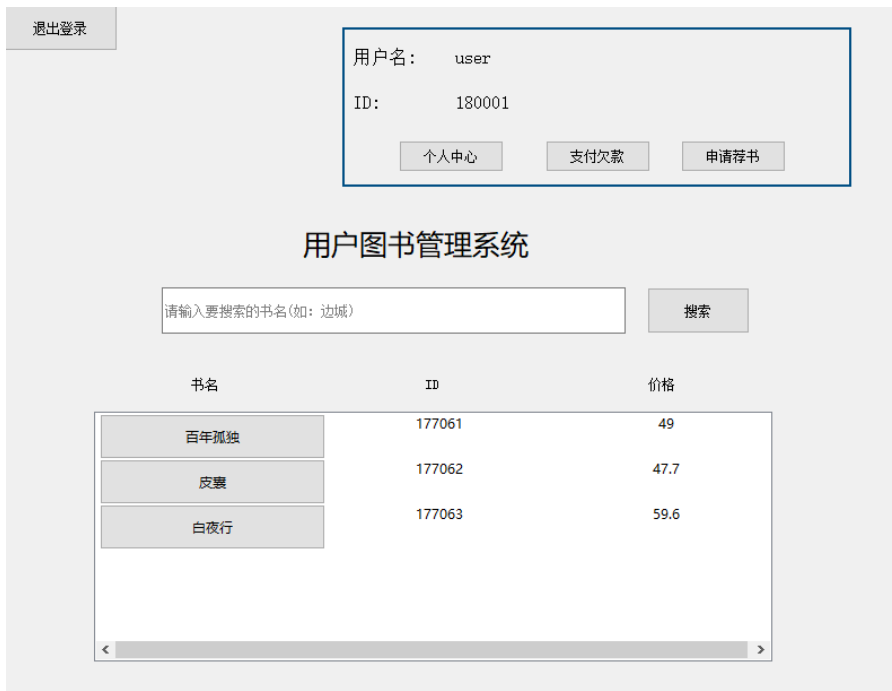 退出登录
用户名: user
ID: 180001
个人中心 支付欠款 申请荐书
用户图书管理系统
请输入要搜索的书名(如: 边城) 搜索
书名 ID 价格
百年孤独 177061 49
皮囊 177062 47.7
白夜行 177063 59.6